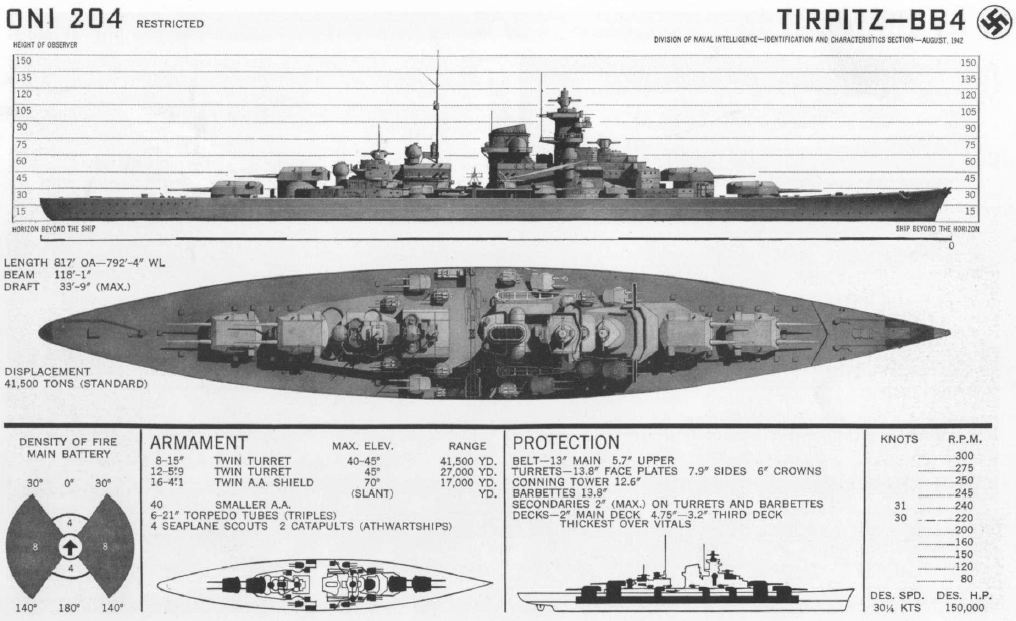 ONI 204 RESTRICTED
TIRPITZ—BB4
DIVISION OF NAVAL INTELLIGENCE—IDENTIFICATION AND CHARACTERISTICS SECTION—AUGUST, 1942
HEIGHT OF OBSERVER
150 150
135 135
120 120
105 105
90 90
75 75
60 60
45 45
30 30
15 15
HORIZON BEYOND THE SHIP SHIP BEYOND THE HORIZON
0
LENGTH 817' OA—792'-4" WL
BEAM 118'-1"
DRAFT 33'-9" (MAX.)
DISPLACEMENT
41,500 TONS (STANDARD)
DENSITY OF FIRE
MAIN BATTERY
30° 0° 30°
4
8 8
4
140° 180° 140°
ARMAMENT MAX. ELEV. RANGE
8-15" TWIN TURRET 40-45° 41,500 YD.
12-5".9 TWIN TURRET 45° 27,000 YD.
16-4".1 TWIN A.A. SHIELD 70° 17,000 YD.
(SLANT) YD.
40 SMALLER A.A.
6-21" TORPEDO TUBES (TRIPLES)
4 SEAPLANE SCOUTS 2 CATAPULTS (ATHWARTSHIPS)
PROTECTION
BELT—13" MAIN 5.7" UPPER
TURRETS—13.8" FACE PLATES 7.9" SIDES 6" CROWNS
CONNING TOWER 12.6"
BARBETTES 13.8"
SECONDARIES 2" (MAX.) ON TURRETS AND BARBETTES
DECKS—2" MAIN DECK 4.75"—3.2" THIRD DECK
THICKEST OVER VITALS
KNOTS R.P.M.
300
275
250
245
31 240
30 220
200
160
150
120
80
DES. SPD. DES. H.P.
30¼ KTS 150,000